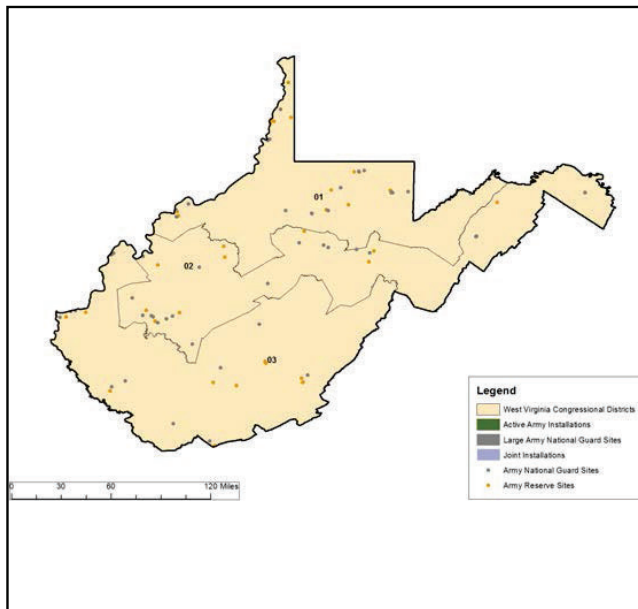 01
02
03
Legend
West Virginia Congressional Districts
Active Army Installations
Large Army National Guard Sites
Joint Installations
Army National Guard Sites
Army Reserve Sites
0 30 60 120 Miles